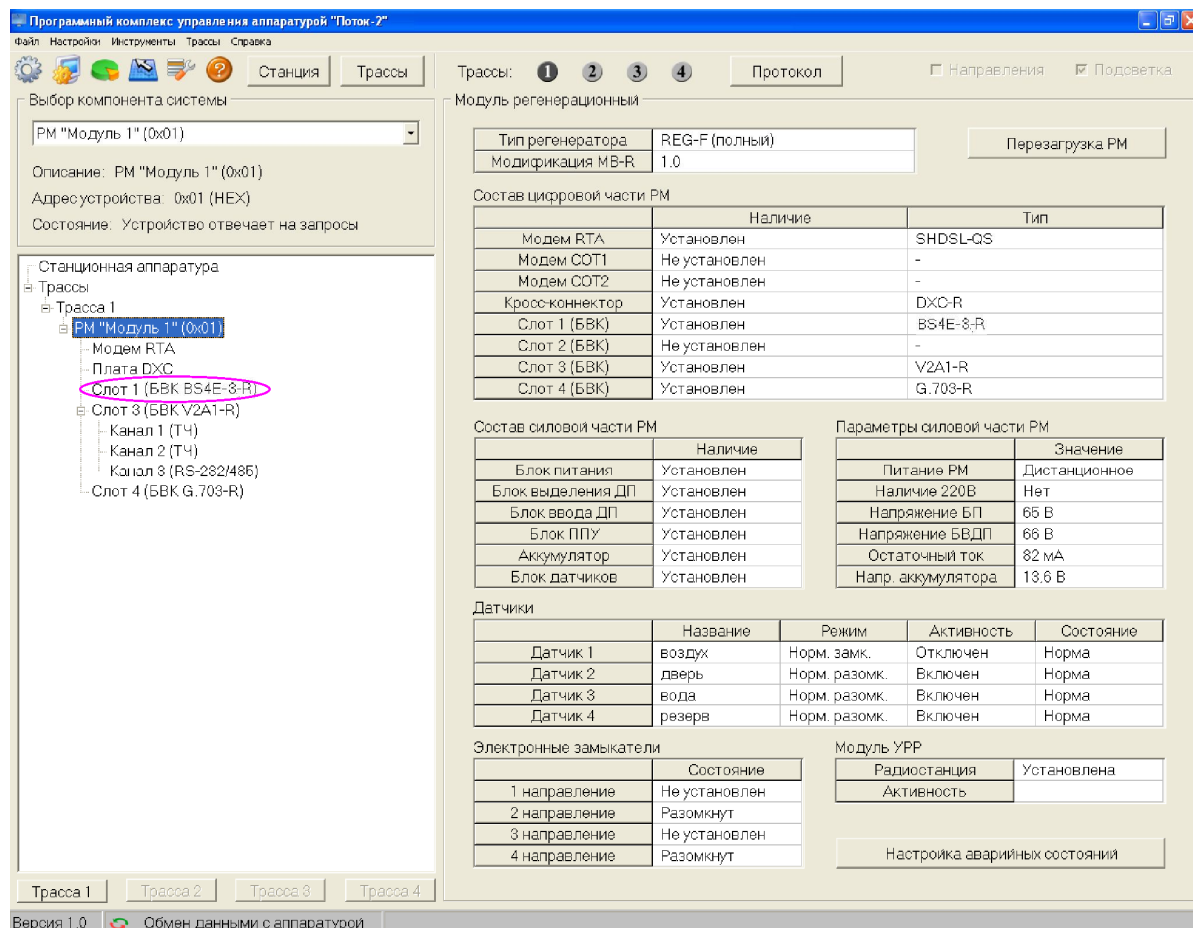 Программный комплекс управления аппаратурой "Поток-2"
Файл Настройки Инструменты Трассы Справка
Станция Трассы Трассы: 1 2 3 4 Протокол Направления Подсветка
Выбор компонента системы
РМ "Модуль 1" (0x01)
Описание: РМ "Модуль 1" (0x01)
Адрес устройства: 0x01 (HEX)
Состояние: Устройство отвечает на запросы
Станционная аппаратура
Трассы
Трасса 1
РМ "Модуль 1" (0x01)
Модем RTA
Плата DXC
Слот 1 (БВК BS4E-3-R)
Слот 3 (БВК V2A1-R)
Канал 1 (ТЧ)
Канал 2 (ТЧ)
Канал 3 (RS-232/485)
Слот 4 (БВК G.703-R)
Трасса 1 Трасса 2 Трасса 3 Трасса 4
Модуль регенерационный
Тип регенератора REG-F (полный)
Модификация MB-R 1.0
Перезагрузка РМ
Состав цифровой части РМ
Наличие Тип
Модем RTA Установлен SHDSL-QS
Модем COT1 Не установлен -
Модем COT2 Не установлен -
Кросс-коннектор Установлен DXC-R
Слот 1 (БВК) Установлен BS4E-3-R
Слот 2 (БВК) Не установлен -
Слот 3 (БВК) Установлен V2A1-R
Слот 4 (БВК) Установлен G.703-R
Состав силовой части РМ
Наличие
Блок питания Установлен
Блок выделения ДП Установлен
Блок ввода ДП Установлен
Блок ППУ Установлен
Аккумулятор Установлен
Блок датчиков Установлен
Параметры силовой части РМ
Значение
Питание РМ Дистанционное
Наличие 220В Нет
Напряжение БП 65 В
Напряжение БВДП 66 В
Остаточный ток 82 мА
Напр. аккумулятора 13.6 В
Датчики
Название Режим Активность Состояние
Датчик 1 воздух Норм. замк. Отключен Норма
Датчик 2 дверь Норм. разомк. Включен Норма
Датчик 3 вода Норм. разомк. Включен Норма
Датчик 4 резерв Норм. разомк. Включен Норма
Электронные замыкатели
Состояние
1 направление Не установлен
2 направление Разомкнут
3 направление Не установлен
4 направление Разомкнут
Модуль УРР
Радиостанция Установлена
Активность
Настройка аварийных состояний
Версия 1.0 Обмен данными с аппаратурой